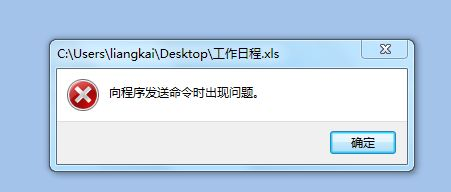 C:\Users\liangkai\Desktop\工作日程.xls
向程序发送命令时出现问题。
确定